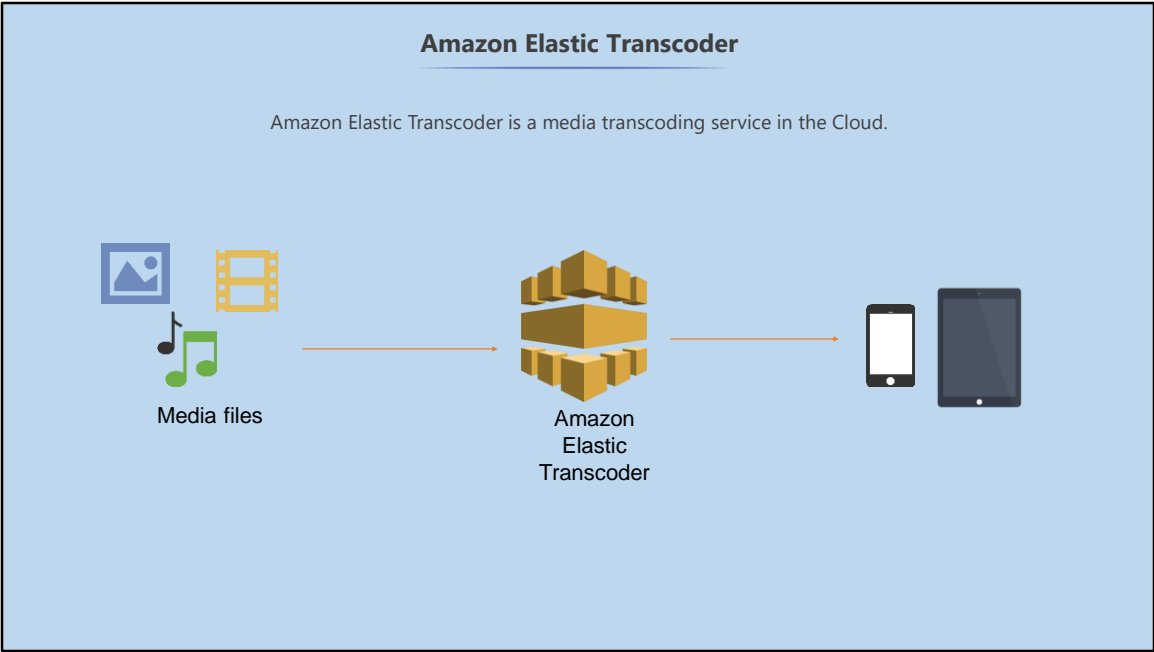 Amazon Elastic Transcoder
Amazon Elastic Transcoder is a media transcoding service in the Cloud.
Media files
Amazon
Elastic
Transcoder